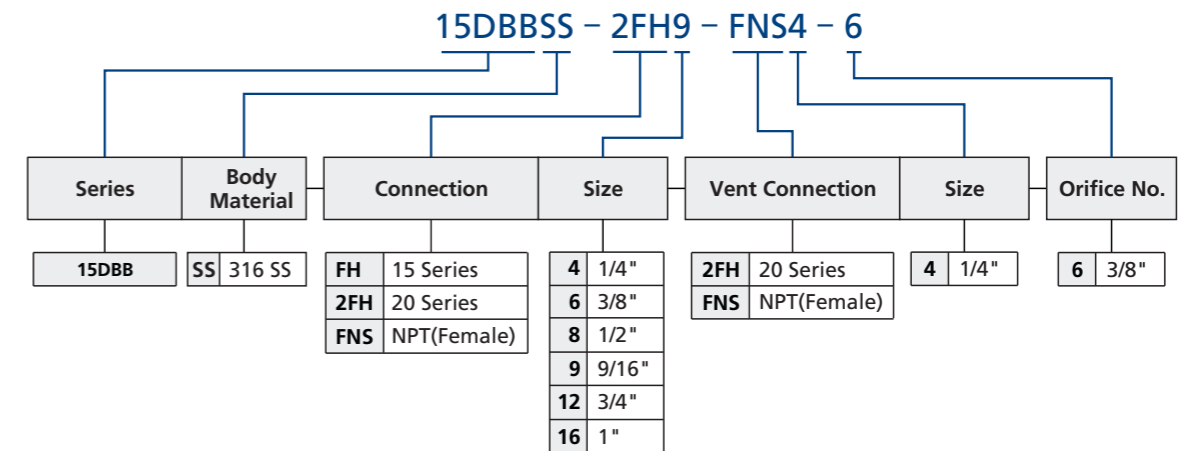 15DBBSS – 2FH9 – FNS4 – 6
Series
Body
Material
Connection
Size
Vent Connection
Size
Orifice No.
15DBB
SS 316 SS
FH 15 Series
2FH 20 Series
FNS NPT(Female)
4 1/4"
6 3/8"
8 1/2"
9 9/16"
12 3/4"
16 1"
2FH 20 Series
FNS NPT(Female)
4 1/4"
6 3/8"